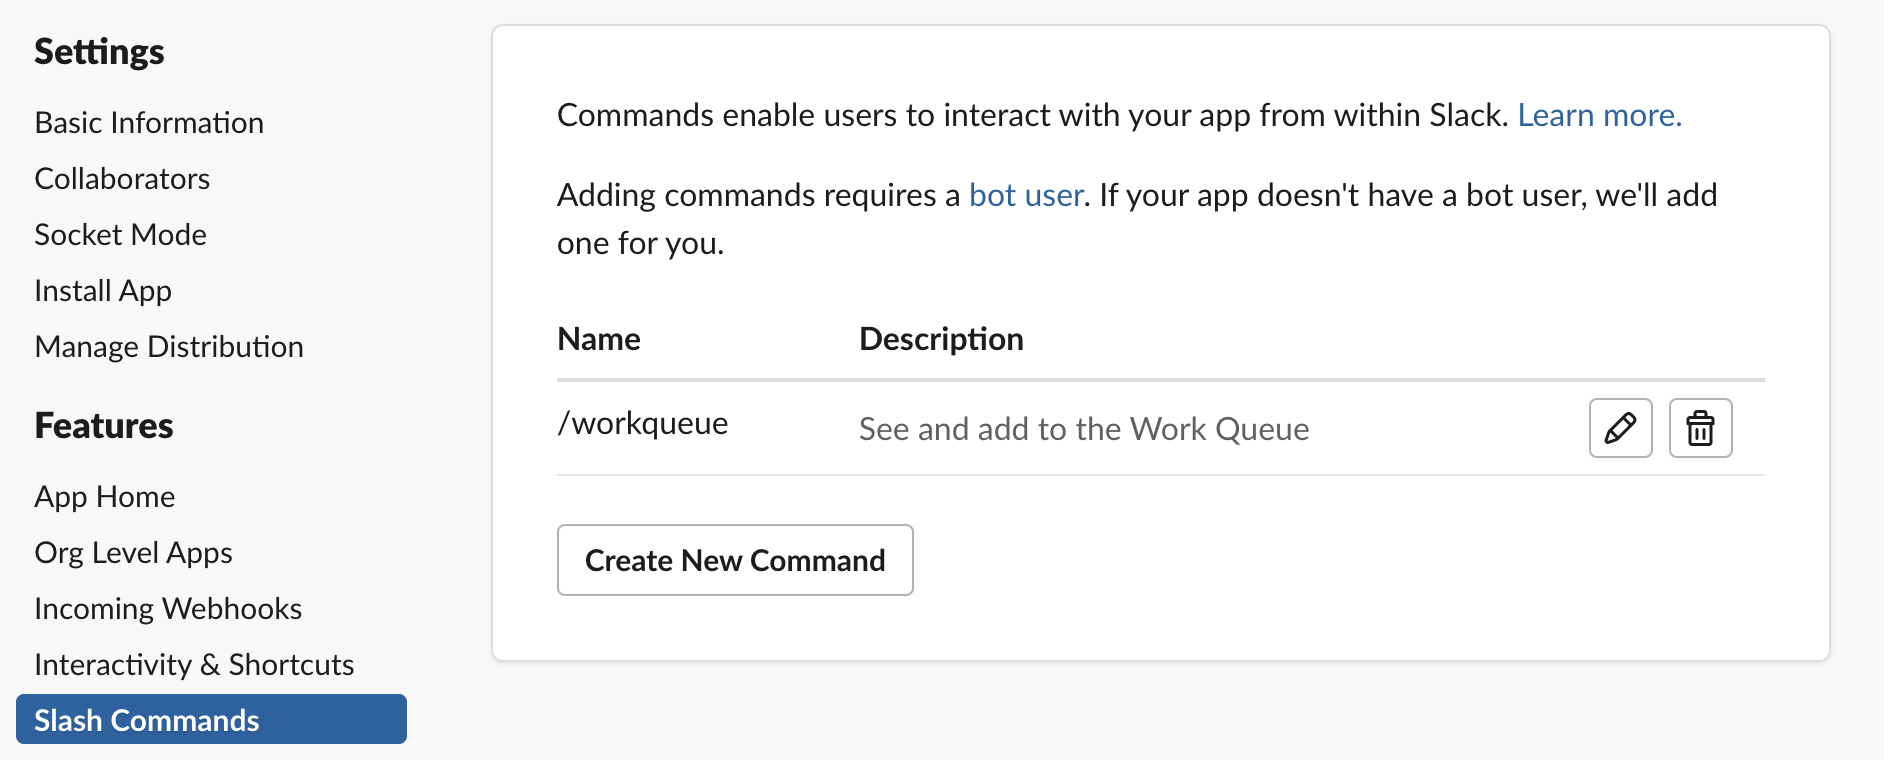 Settings
Basic Information
Collaborators
Socket Mode
Install App
Manage Distribution
Features
App Home
Org Level Apps
Incoming Webhooks
Interactivity & Shortcuts
Slash Commands
Commands enable users to interact with your app from within Slack. Learn more.
Adding commands requires a bot user. If your app doesn't have a bot user, we'll add
one for you.
Name Description
/workqueue See and add to the Work Queue
Create New Command